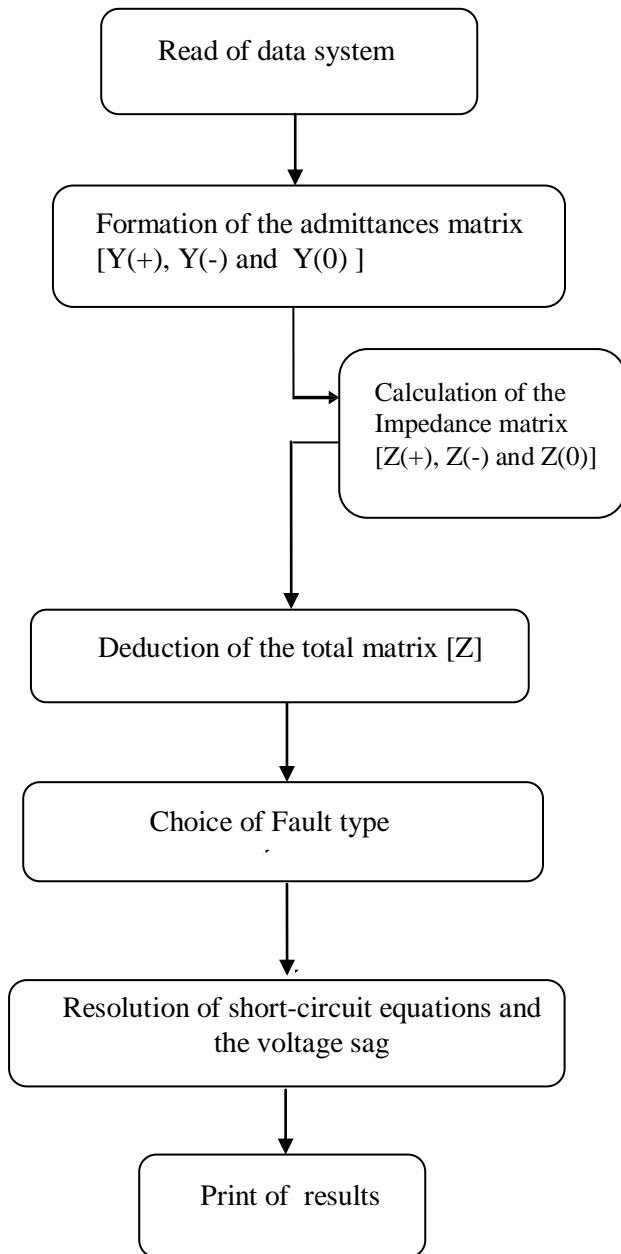 Read of data system
Formation of the admittances matrix
[Y(+), Y(-) and Y(0) ]
Calculation of the
Impedance matrix
[Z(+), Z(-) and Z(0)]
Deduction of the total matrix [Z]
Choice of Fault type
Resolution of short-circuit equations and
the voltage sag
Print of results